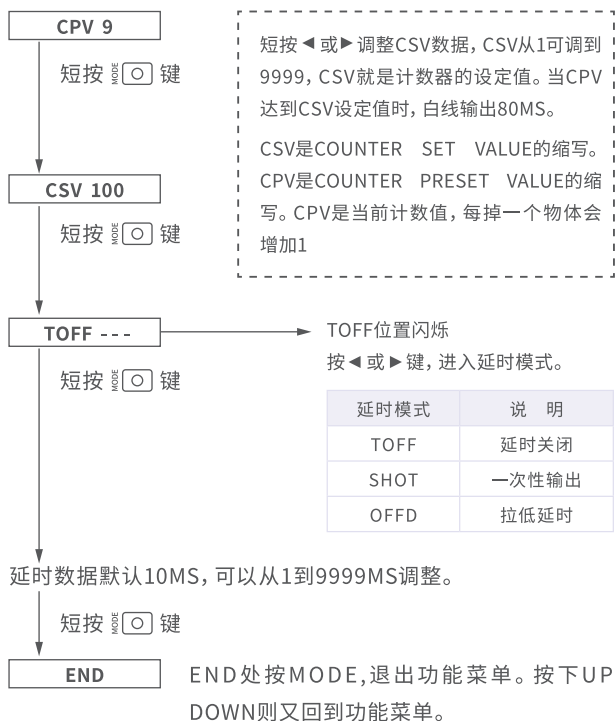 CPV 9
短按 MODE 键
短按◀或▶调整CSV数据，CSV从1可调到
9999，CSV就是计数器的设定值。当CPV
达到CSV设定值时，白线输出80MS。
CSV是COUNTER SET VALUE的缩写。
CPV是COUNTER PRESET VALUE的缩
写。CPV是当前计数值，每掉一个物体会
增加1
CSV 100
短按 MODE 键
TOFF ---
TOFF位置闪烁
按◀或▶键，进入延时模式。
短按 MODE 键
延时模式 说 明
TOFF 延时关闭
SHOT 一次性输出
OFFD 拉低延时
延时数据默认10MS，可以从1到9999MS调整。
短按 MODE 键
END
END处按MODE,退出功能菜单。按下UP
DOWN则又回到功能菜单。